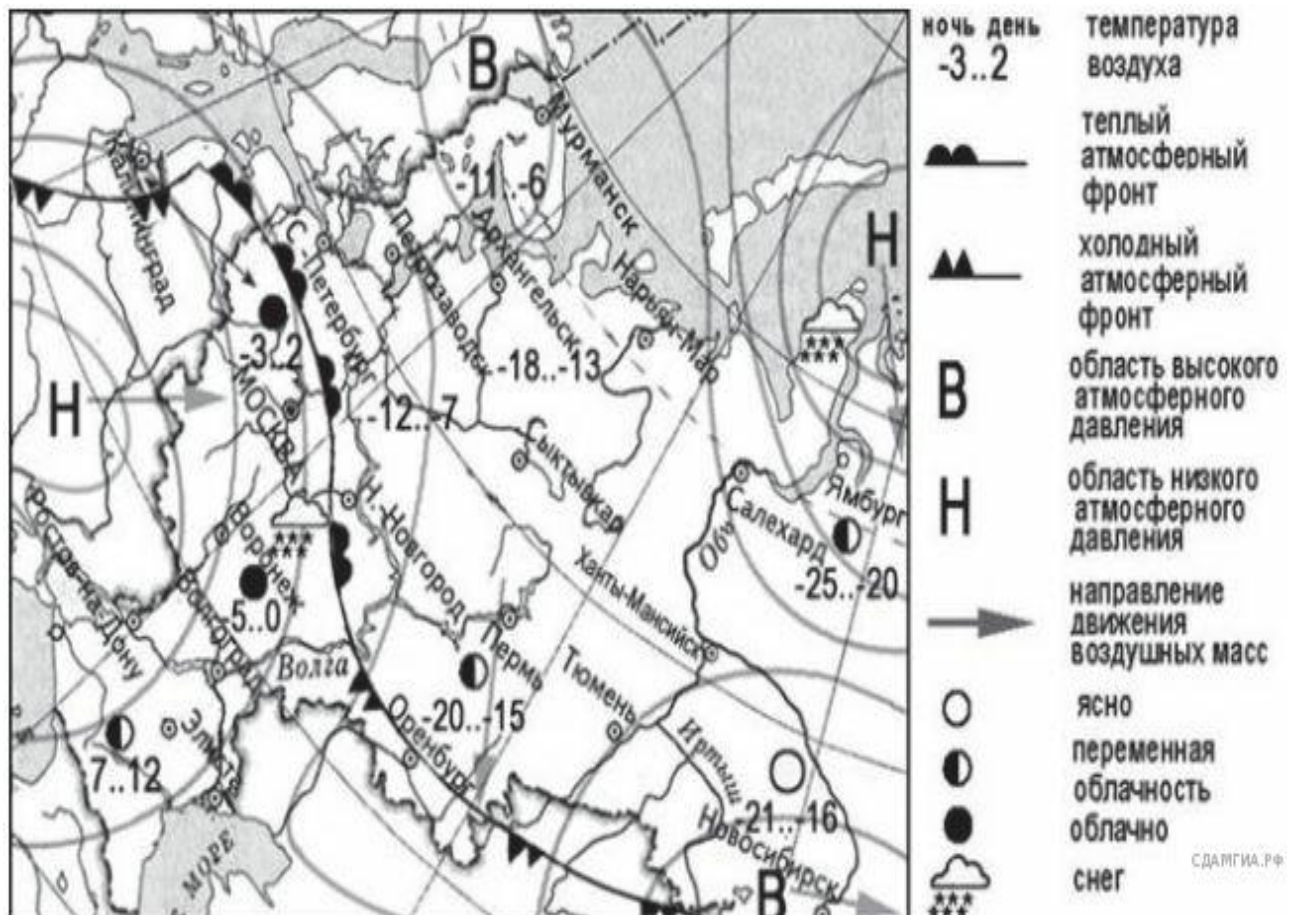 В
Мурманск
Калининград
-11..-6
Н
С.-Петербург
Петрозаводск
Архангельск
Нарьян-Мар
-3..2
-18..-13
Н
МОСКВА
-12..-7
Сыктывкар
Ямбург
Салехард
Обь
Ростов-на-Дону
Воронеж
Н. Новгород
Ханты-Мансийск
-25..-20
5..0
Волгоград
Волга
Пермь
Тюмень
Оренбург
-20..-15
Иртыш
Элиста
7..12
-21..-16
Новосибирск
МОРЕ
В
ночь день
-3..2
температура
воздуха
теплый
атмосферный
фронт
холодный
атмосферный
фронт
В
область высокого
атмосферного
давления
Н
область низкого
атмосферного
давления
направление
движения
воздушных масс
ясно
переменная
облачность
облачно
снег
СДАМГИА.РФ